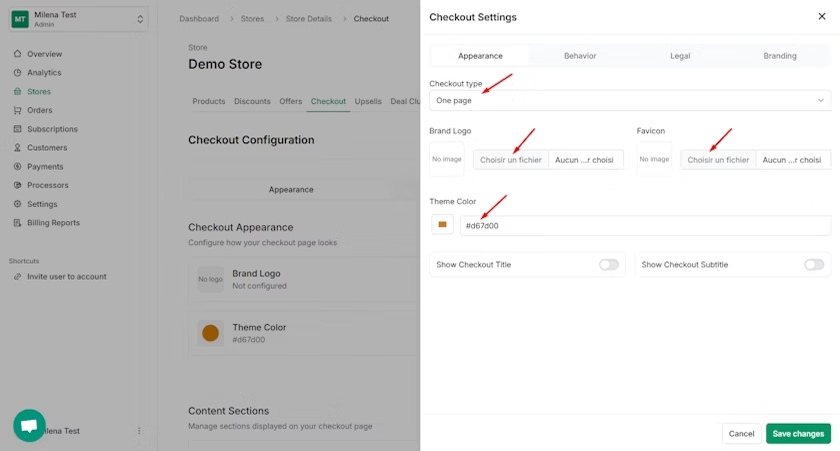 MT
Milena Test
Admin
Overview
Analytics
Stores
Orders
Subscriptions
Customers
Payments
Processors
Settings
Billing Reports
Shortcuts
Invite user to account
Milena Test
Dashboard > Stores > Store Details > Checkout
Store
Demo Store
Products Discounts Offers Checkout Upsells Deal Clu
Checkout Configuration
Appearance
Checkout Appearance
Configure how your checkout page looks
No logo
Brand Logo
Not configured
Theme Color
#d67d00
Content Sections
Manage sections displayed on your checkout page
Checkout Settings
Appearance Behavior Legal Branding
Checkout type
One page
Brand Logo
No image
Choisir un fichier Aucun ...r choisi
Favicon
No image
Choisir un fichier Aucun ...r choisi
Theme Color
#d67d00
Show Checkout Title
Show Checkout Subtitle
Cancel
Save changes